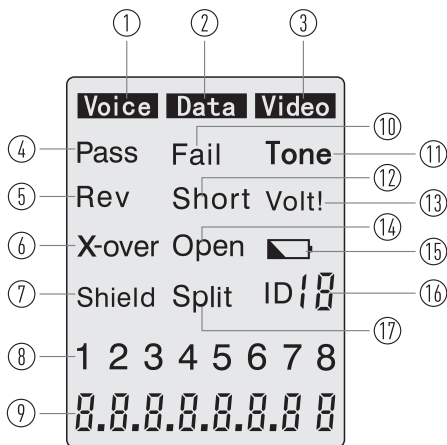 ① ② ③
Voice Data Video
⑩
④ Pass Fail Tone ⑪
⑫
⑤ Rev Short Volt! ⑬
⑭
⑥ X-over Open ⑮
⑦ Shield Split ID18 ⑯
⑰
⑧ 1 2 3 4 5 6 7 8
⑨ 8.8.8.8.8.8.8 8